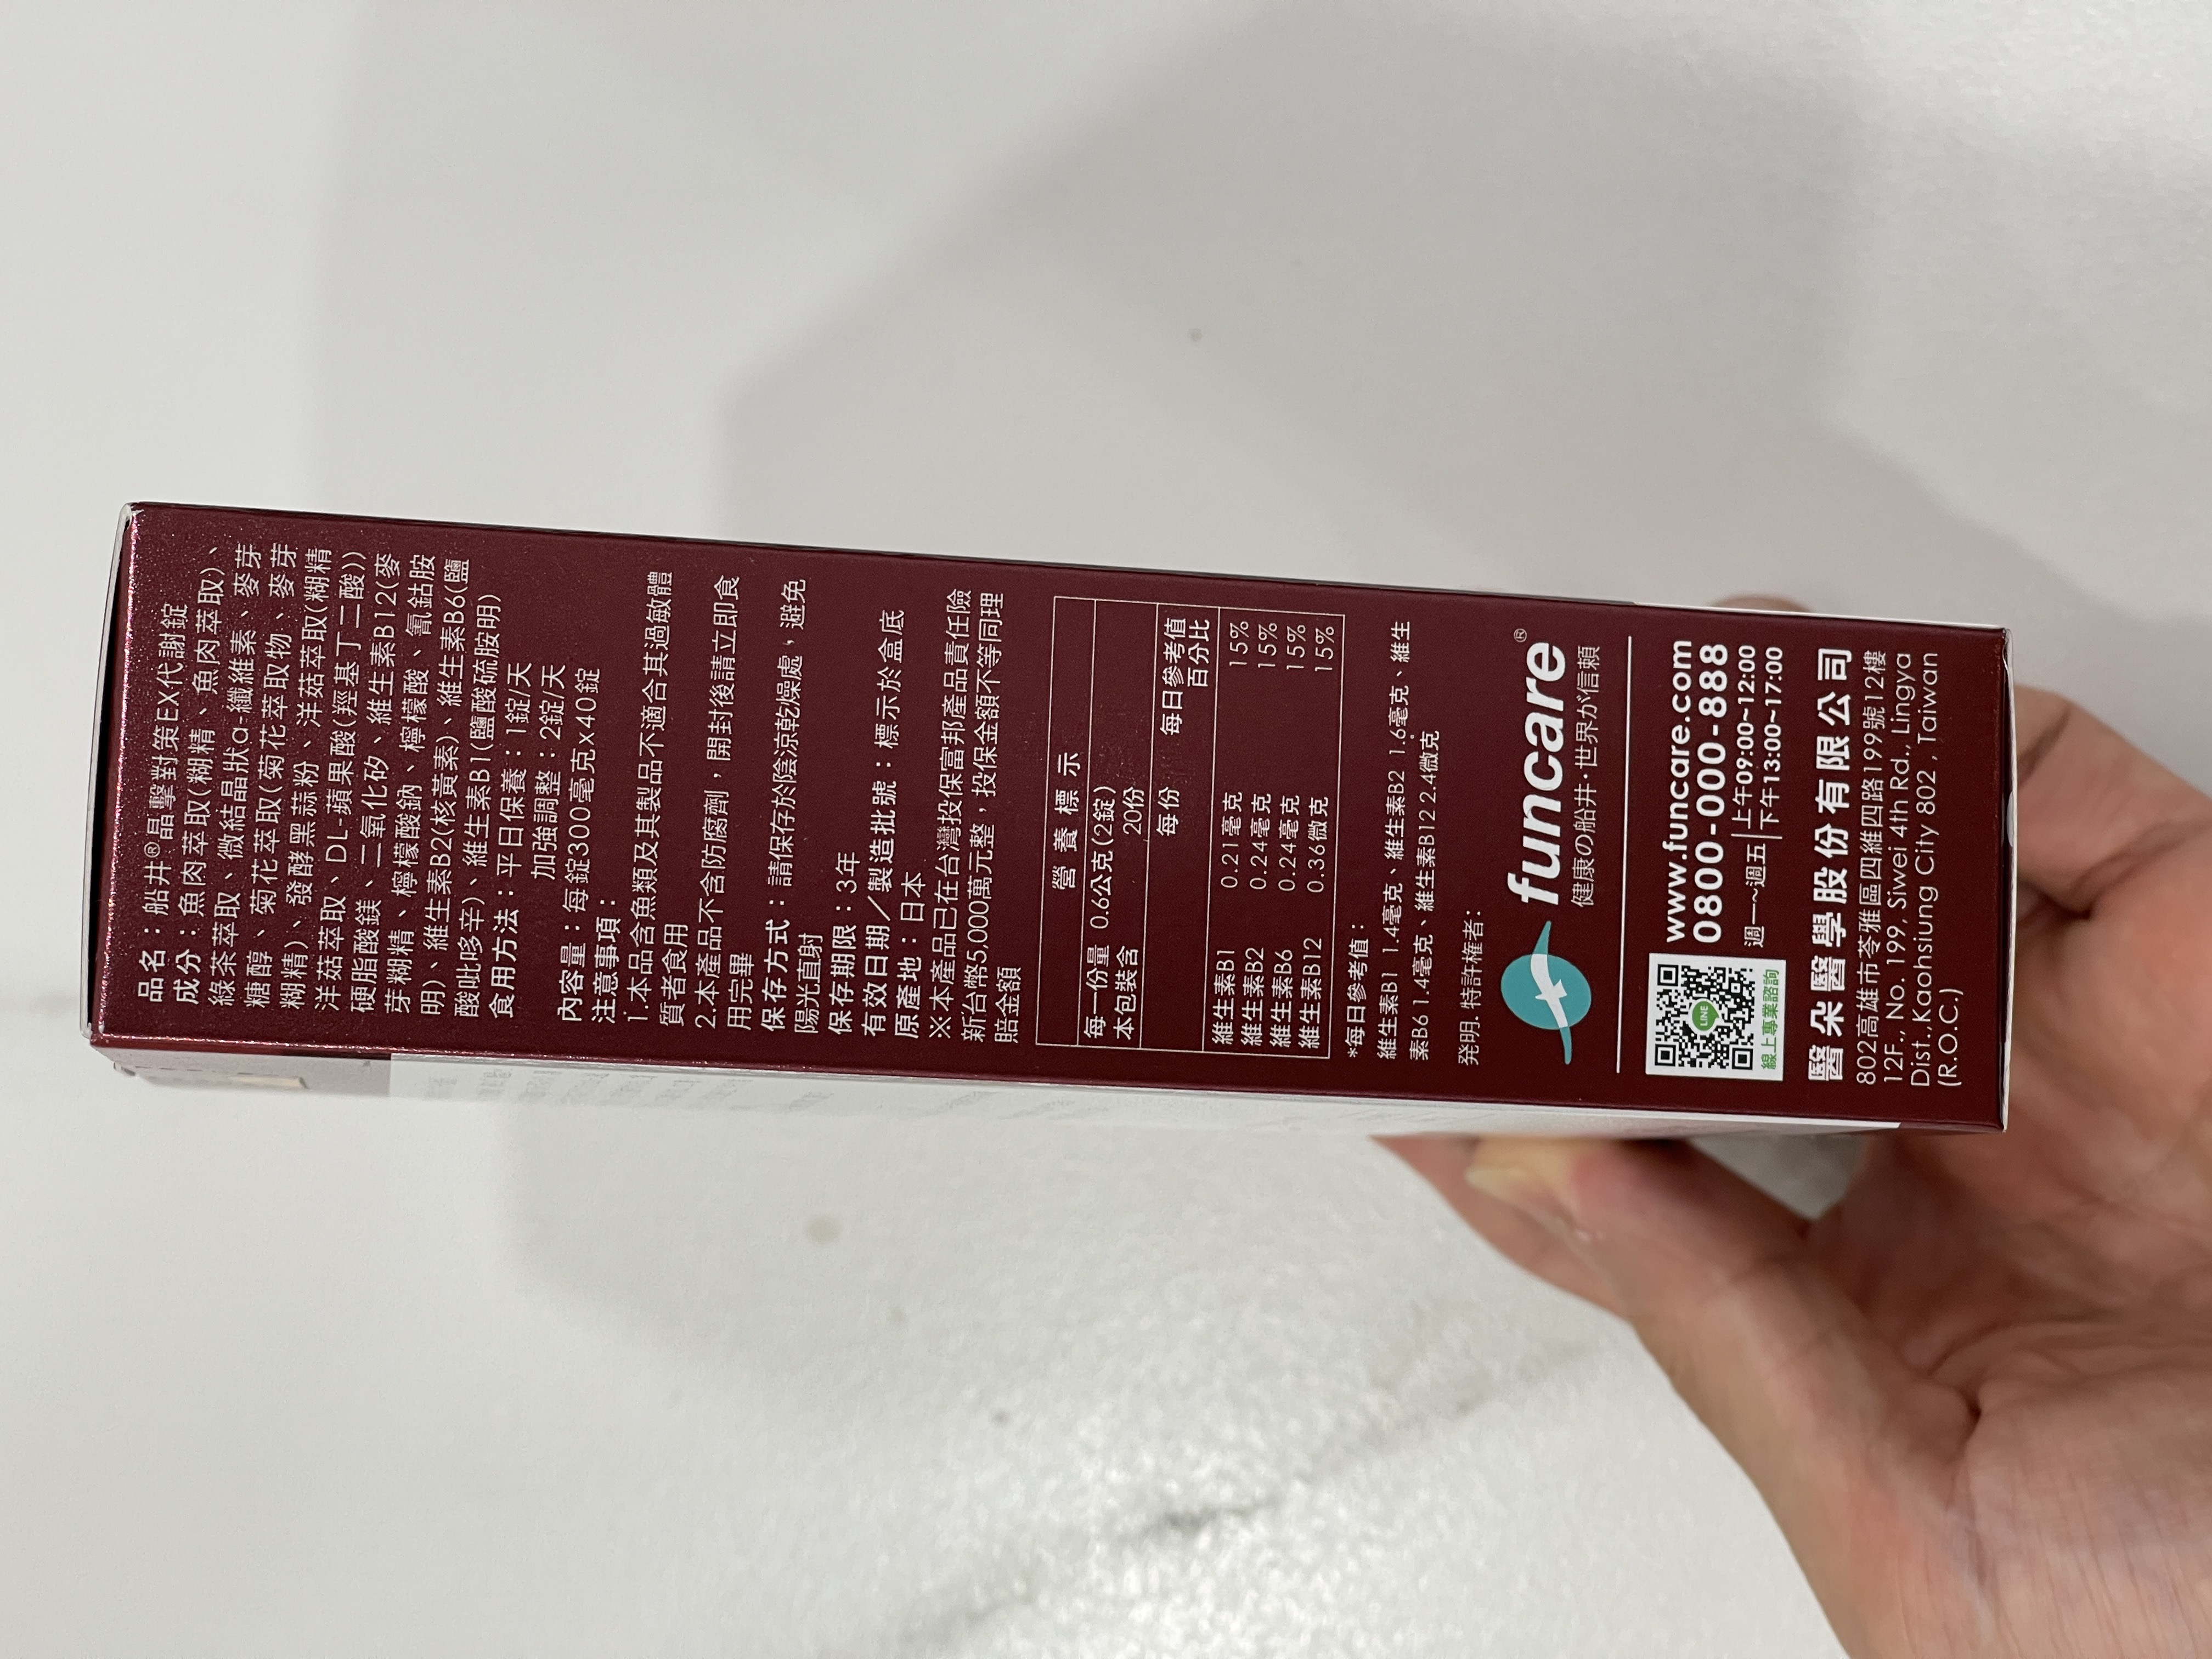 品名：船井®晶擊對策EX代謝錠
成分：魚肉萃取(糊精、魚肉萃取)、
綠茶萃取、微結晶狀α-纖維素、麥芽
糖醇、菊花萃取(菊花萃取物、麥芽
糊精)、發酵黑蒜粉、洋菇萃取(糊精
洋菇萃取、DL-蘋果酸(羥基丁二酸))
硬脂酸鎂、二氧化矽、維生素B12(麥
芽糊精、檸檬酸鈉、檸檬酸、氰鈷胺
明)、維生素B2(核黃素)、維生素B6(鹽
酸吡哆辛)、維生素B1(鹽酸硫胺明)
食用方法：平日保養：1錠/天
加強調整：2錠/天
內容量：每錠300毫克x40錠
注意事項：
1.本品含魚類及其製品不適合其過敏體
質者食用
2.本產品不含防腐劑，開封後請立即食
用完畢
保存方式：請保存於陰涼乾燥處，避免
陽光直射
保存期限：3年
有效日期/製造批號：標示於盒底
原產地：日本
※本產品已在台灣投保富邦產品責任險
新台幣5,000萬元整，投保金額不等同理
賠金額
營養標示
每一份量 0.6公克(2錠)
本包裝含 20份
每份 每日參考值
百分比
維生素B1 0.21毫克 15%
維生素B2 0.24毫克 15%
維生素B6 0.24毫克 15%
維生素B12 0.36微克 15%
*每日參考值：
維生素B1 1.4毫克、維生素B2 1.6毫克、維生
素B6 1.4毫克、維生素B12 2.4微克
発明.特許権者：
funcare®
健康の船井·世界が信頼
www.funcare.com
0800-000-888
週一~週五 上午09:00~12:00
下午13:00~17:00
LINE
線上專業諮詢
醫朵醫學股份有限公司
802高雄市苓雅區四維四路199號12樓
12F., No. 199, Siwei 4th Rd., Lingya
Dist., Kaohsiung City 802 , Taiwan
(R.O.C.)